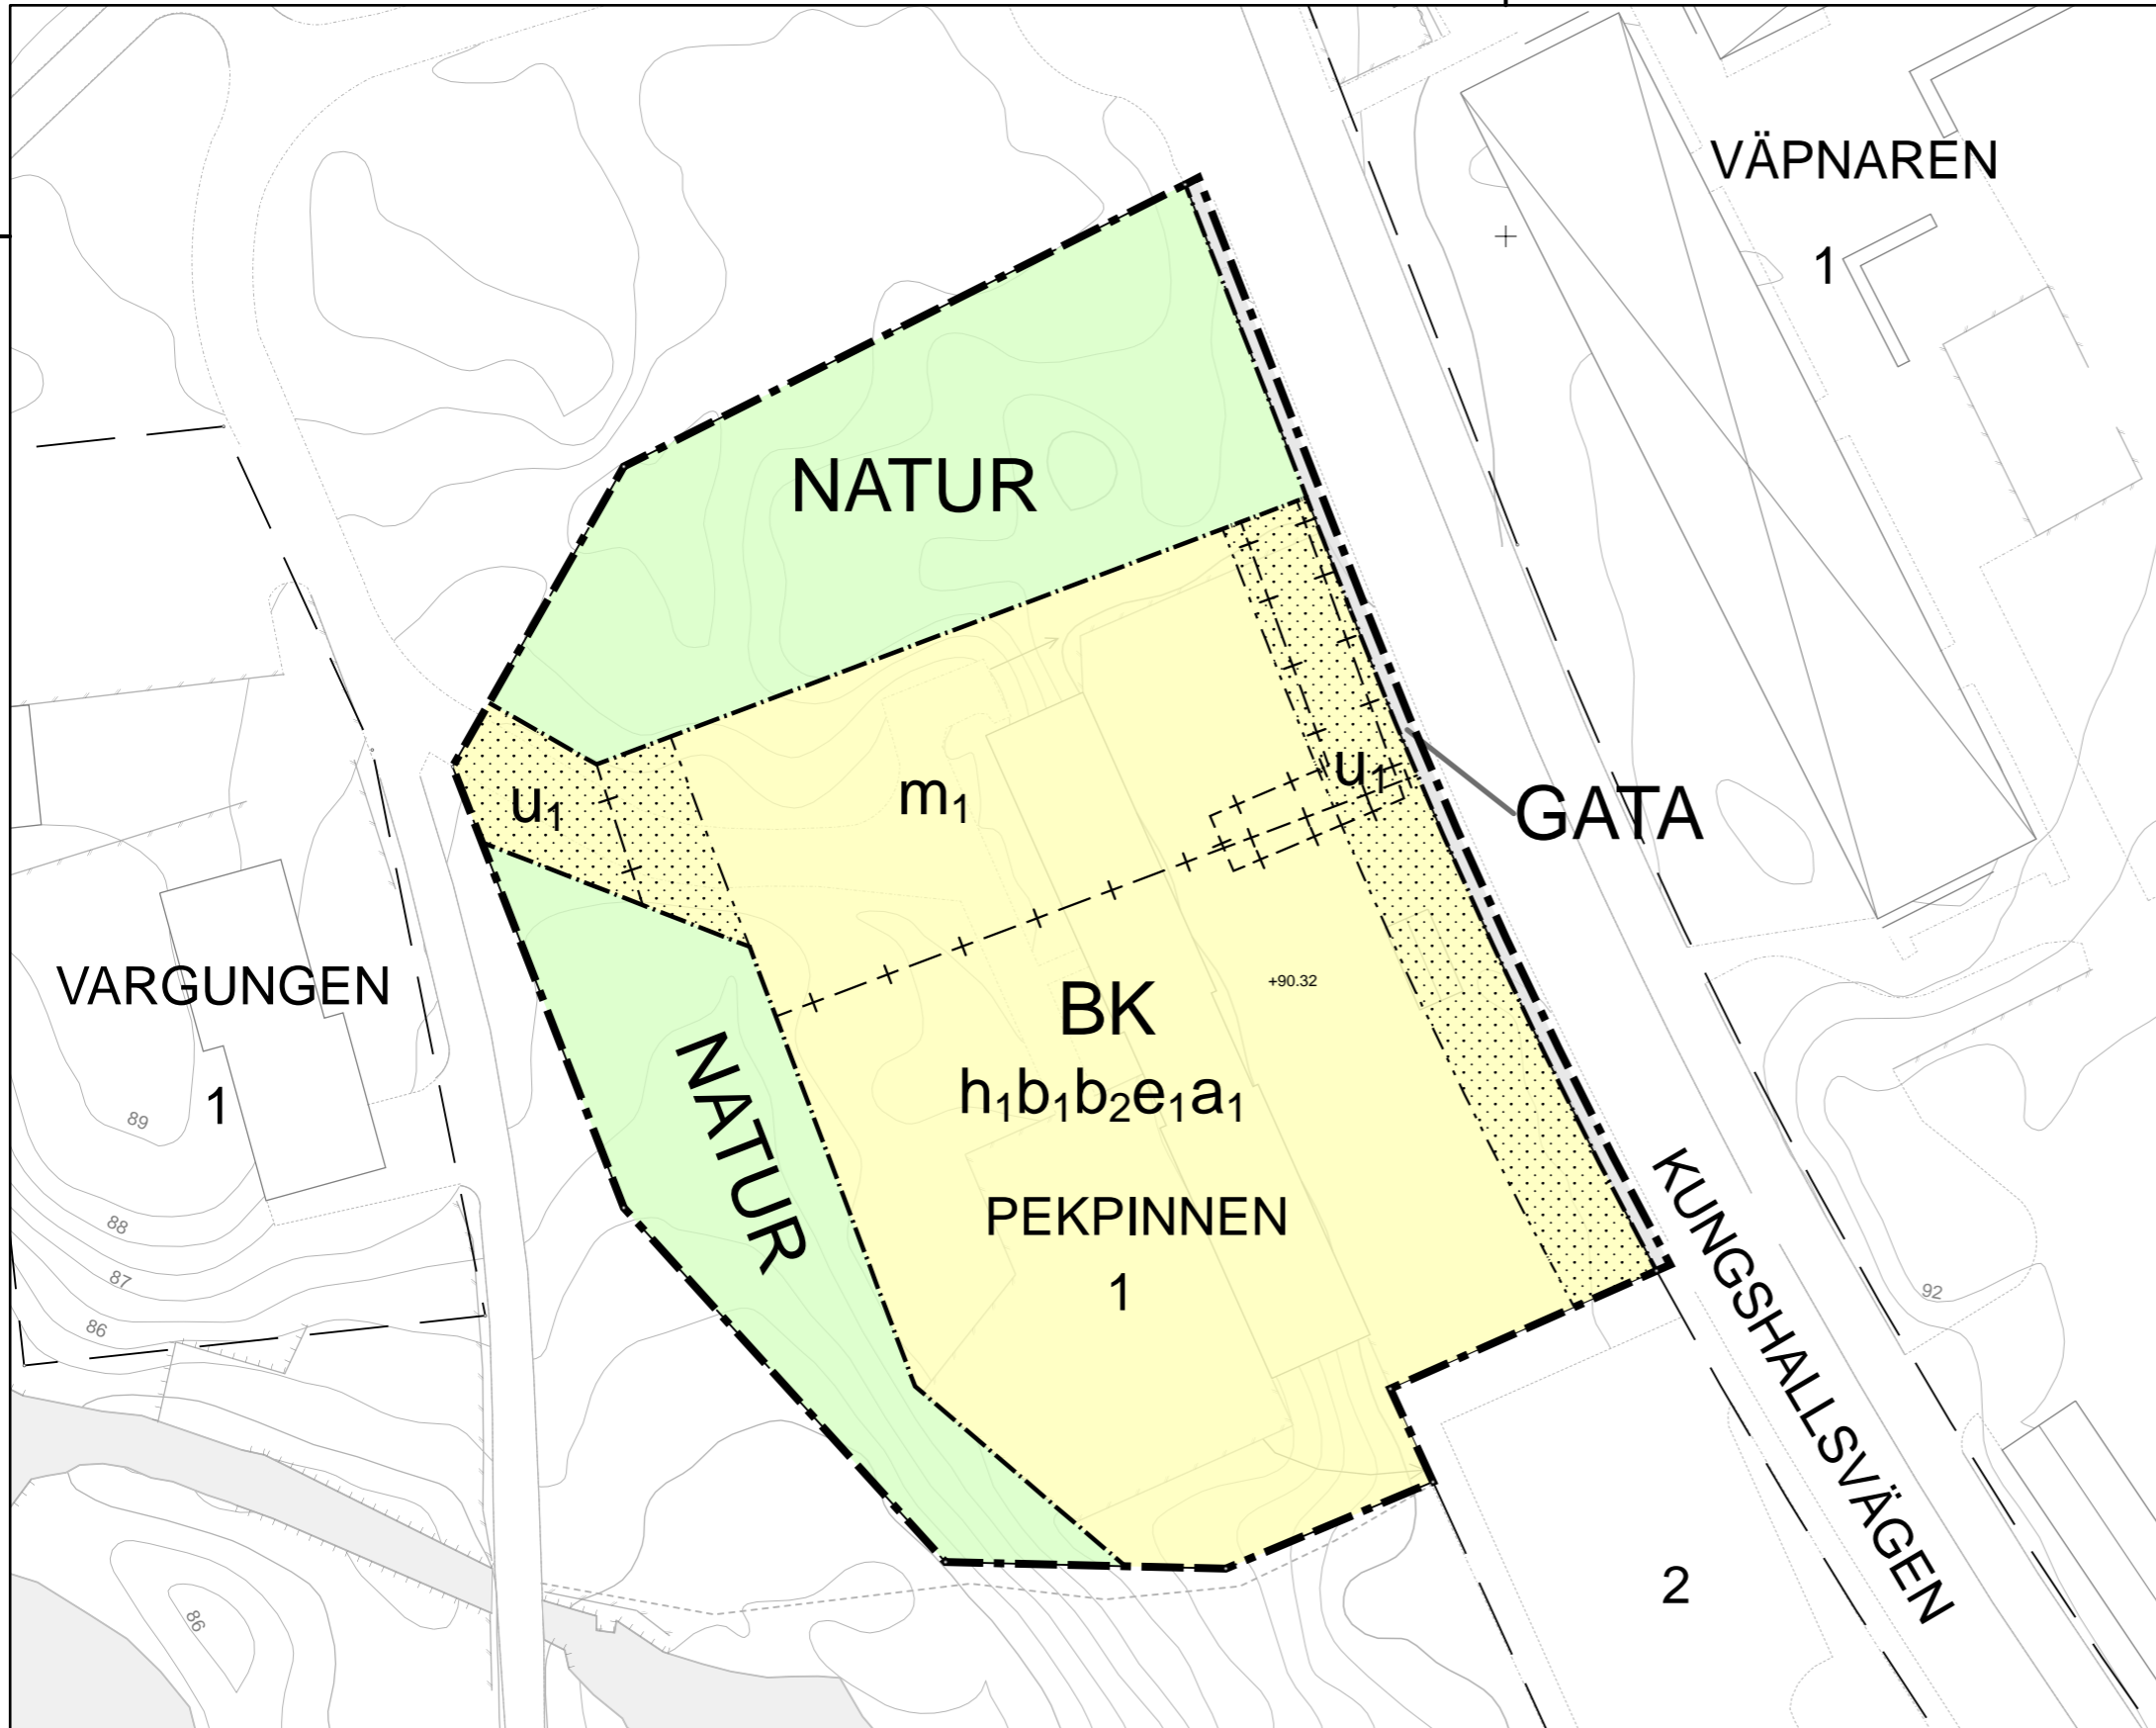 VÄPNAREN
1
NATUR
u₁
m₁
u₁
GATA
VARGUNGEN
1
+90.32
BK
h₁b₁b₂e₁a₁
NATUR
PEKPINNEN
1
KUNGSHALLSVÄGEN
89
88
87
86
92
2
86